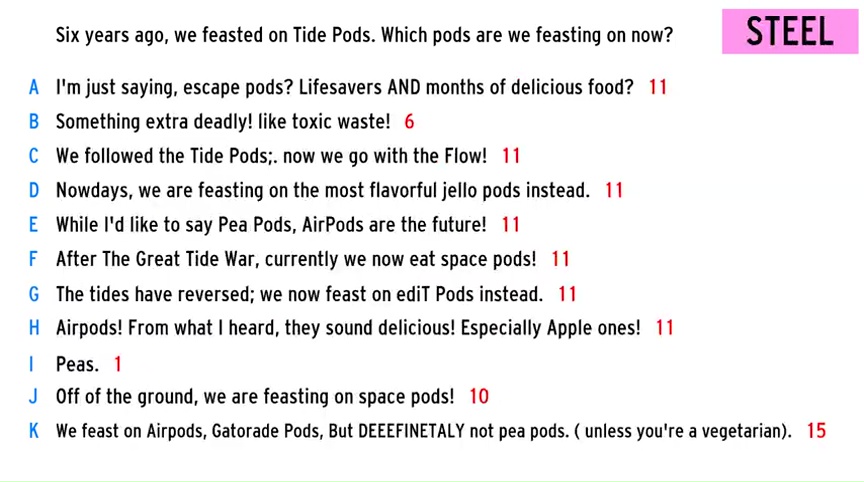 Six years ago, we feasted on Tide Pods. Which pods are we feasting on now?
STEEL
A I'm just saying, escape pods? Lifesavers AND months of delicious food? 11
B Something extra deadly! like toxic waste! 6
C We followed the Tide Pods;. now we go with the Flow! 11
D Nowdays, we are feasting on the most flavorful jello pods instead. 11
E While I'd like to say Pea Pods, AirPods are the future! 11
F After The Great Tide War, currently we now eat space pods! 11
G The tides have reversed; we now feast on ediT Pods instead. 11
H Airpods! From what I heard, they sound delicious! Especially Apple ones! 11
I Peas. 1
J Off of the ground, we are feasting on space pods! 10
K We feast on Airpods, Gatorade Pods, But DEEEFINETALY not pea pods. ( unless you're a vegetarian). 15